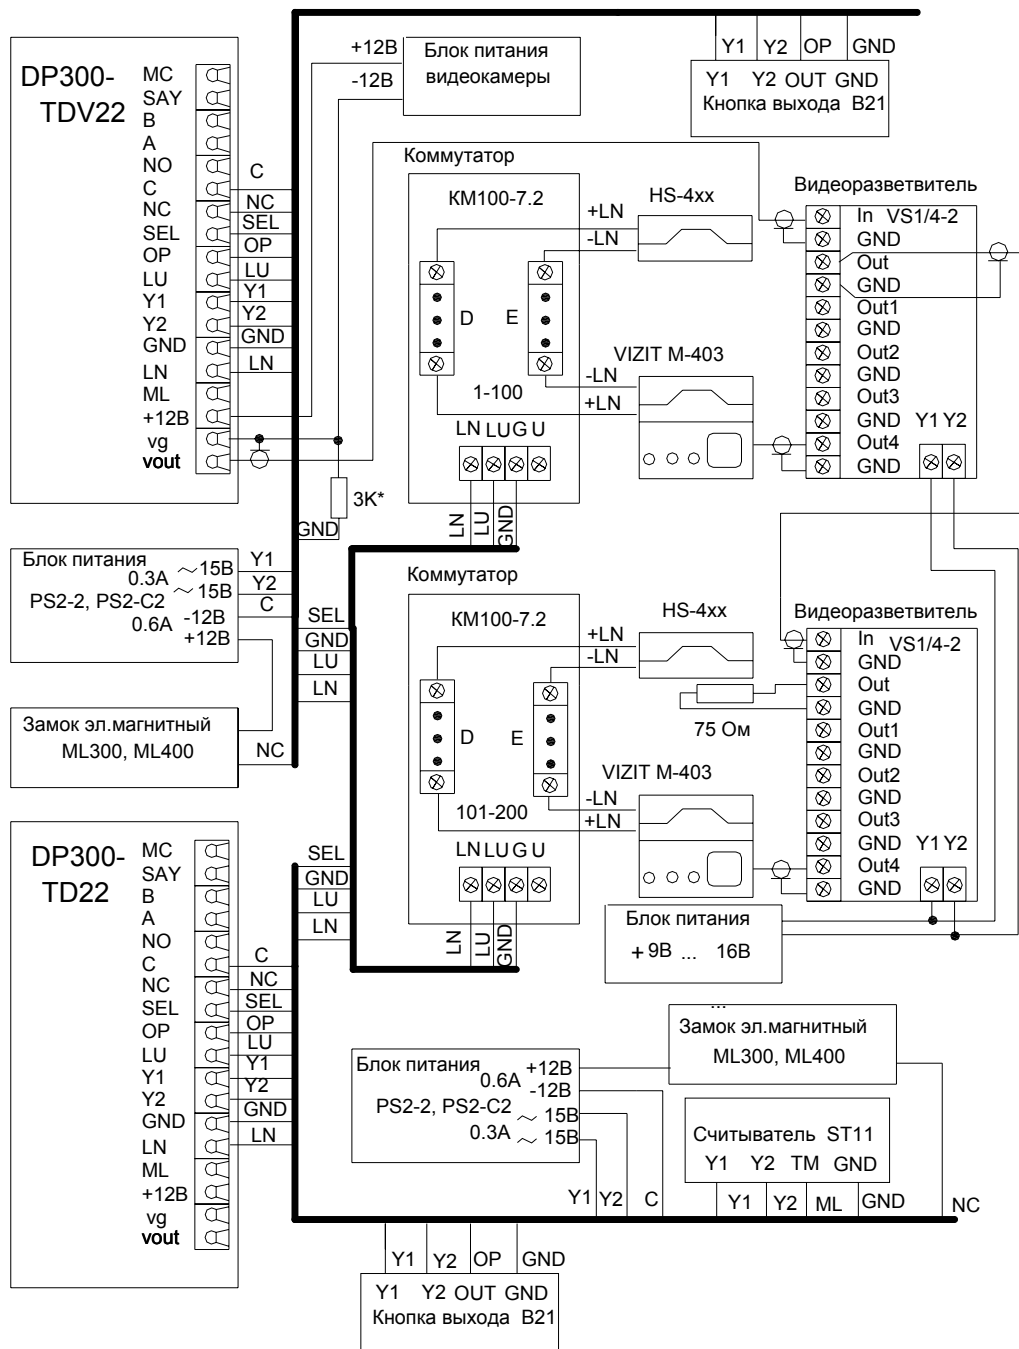 Y1 Y2 OP GND
Y1 Y2 OUT GND
Кнопка выхода B21
+12В
-12В
Блок питания
видеокамеры
DP300-
TDV22
MC
SAY
B
A
NO
C
NC
SEL
OP
LU
Y1
Y2
GND
LN
ML
+12В
vg
vout
C
NC
SEL
OP
LU
Y1
Y2
GND
LN
3K*
GND
Коммутатор
КМ100-7.2
D E
1-100
LN LU G U
LN LU GND
+LN
-LN
HS-4xx
VIZIT M-403
-LN
+LN
Видеоразветвитель
VS1/4-2
In
GND
Out
GND
Out1
GND
Out2
GND
Out3
GND Y1 Y2
Out4
GND
Блок питания
0.3А ~15В
PS2-2, PS2-C2 ~ 15В
0.6А -12В
+12В
Y1
Y2
C
SEL
GND
LU
LN
Замок эл.магнитный
ML300, ML400
NC
Коммутатор
КМ100-7.2
D E
101-200
LN LU G U
LN LU GND
+LN
-LN
HS-4xx
75 Ом
VIZIT M-403
-LN
+LN
Видеоразветвитель
VS1/4-2
In
GND
Out
GND
Out1
GND
Out2
GND
Out3
GND Y1 Y2
Out4
GND
Блок питания
+ 9В ... 16В
DP300-
TD22
MC
SAY
B
A
NO
C
NC
SEL
OP
LU
Y1
Y2
GND
LN
ML
+12В
vg
vout
C
NC
SEL
OP
LU
Y1
Y2
GND
LN
SEL
GND
LU
LN
...
Замок эл.магнитный
ML300, ML400
Блок питания
0.6А +12В
-12В
PS2-2, PS2-C2
~ 15В
0.3А ~ 15В
Y1 Y2 C
Считыватель ST11
Y1 Y2 TM GND
Y1 Y2 ML GND
NC
Y1 Y2 OP GND
Y1 Y2 OUT GND
Кнопка выхода B21